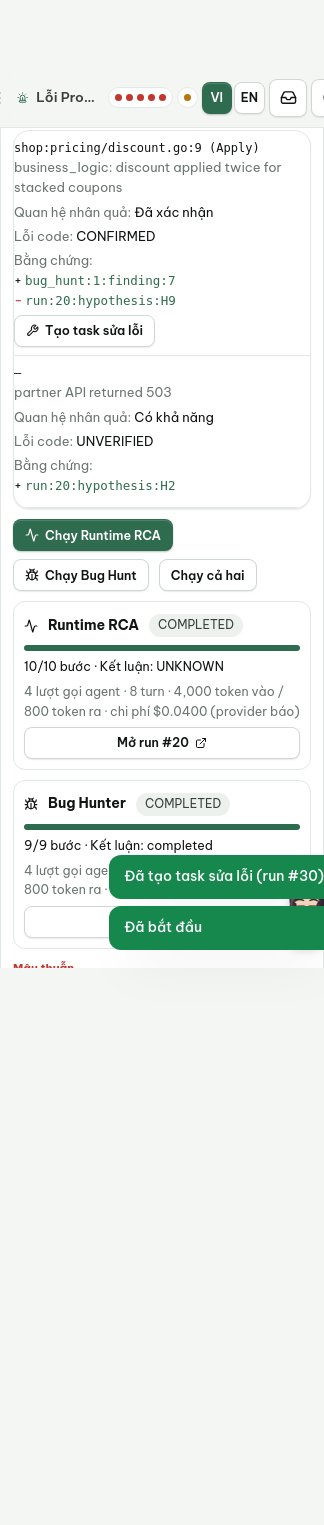 Lỗi Pro...
VI
EN
shop:pricing/discount.go:9 (Apply)
business_logic: discount applied twice for
stacked coupons
Quan hệ nhân quả: Đã xác nhận
Lỗi code: CONFIRMED
Bằng chứng:
+ bug_hunt:1:finding:7
− run:20:hypothesis:H9
Tạo task sửa lỗi
—
partner API returned 503
Quan hệ nhân quả: Có khả năng
Lỗi code: UNVERIFIED
Bằng chứng:
+ run:20:hypothesis:H2
Chạy Runtime RCA
Chạy Bug Hunt
Chạy cả hai
Runtime RCA COMPLETED
10/10 bước · Kết luận: UNKNOWN
4 lượt gọi agent · 8 turn · 4,000 token vào /
800 token ra · chi phí $0.0400 (provider báo)
Mở run #20
Bug Hunter COMPLETED
9/9 bước · Kết luận: completed
4 lượt gọi age
800 token ra ·
Đã tạo task sửa lỗi (run #30)
Đã bắt đầu
Mâu thuẫn